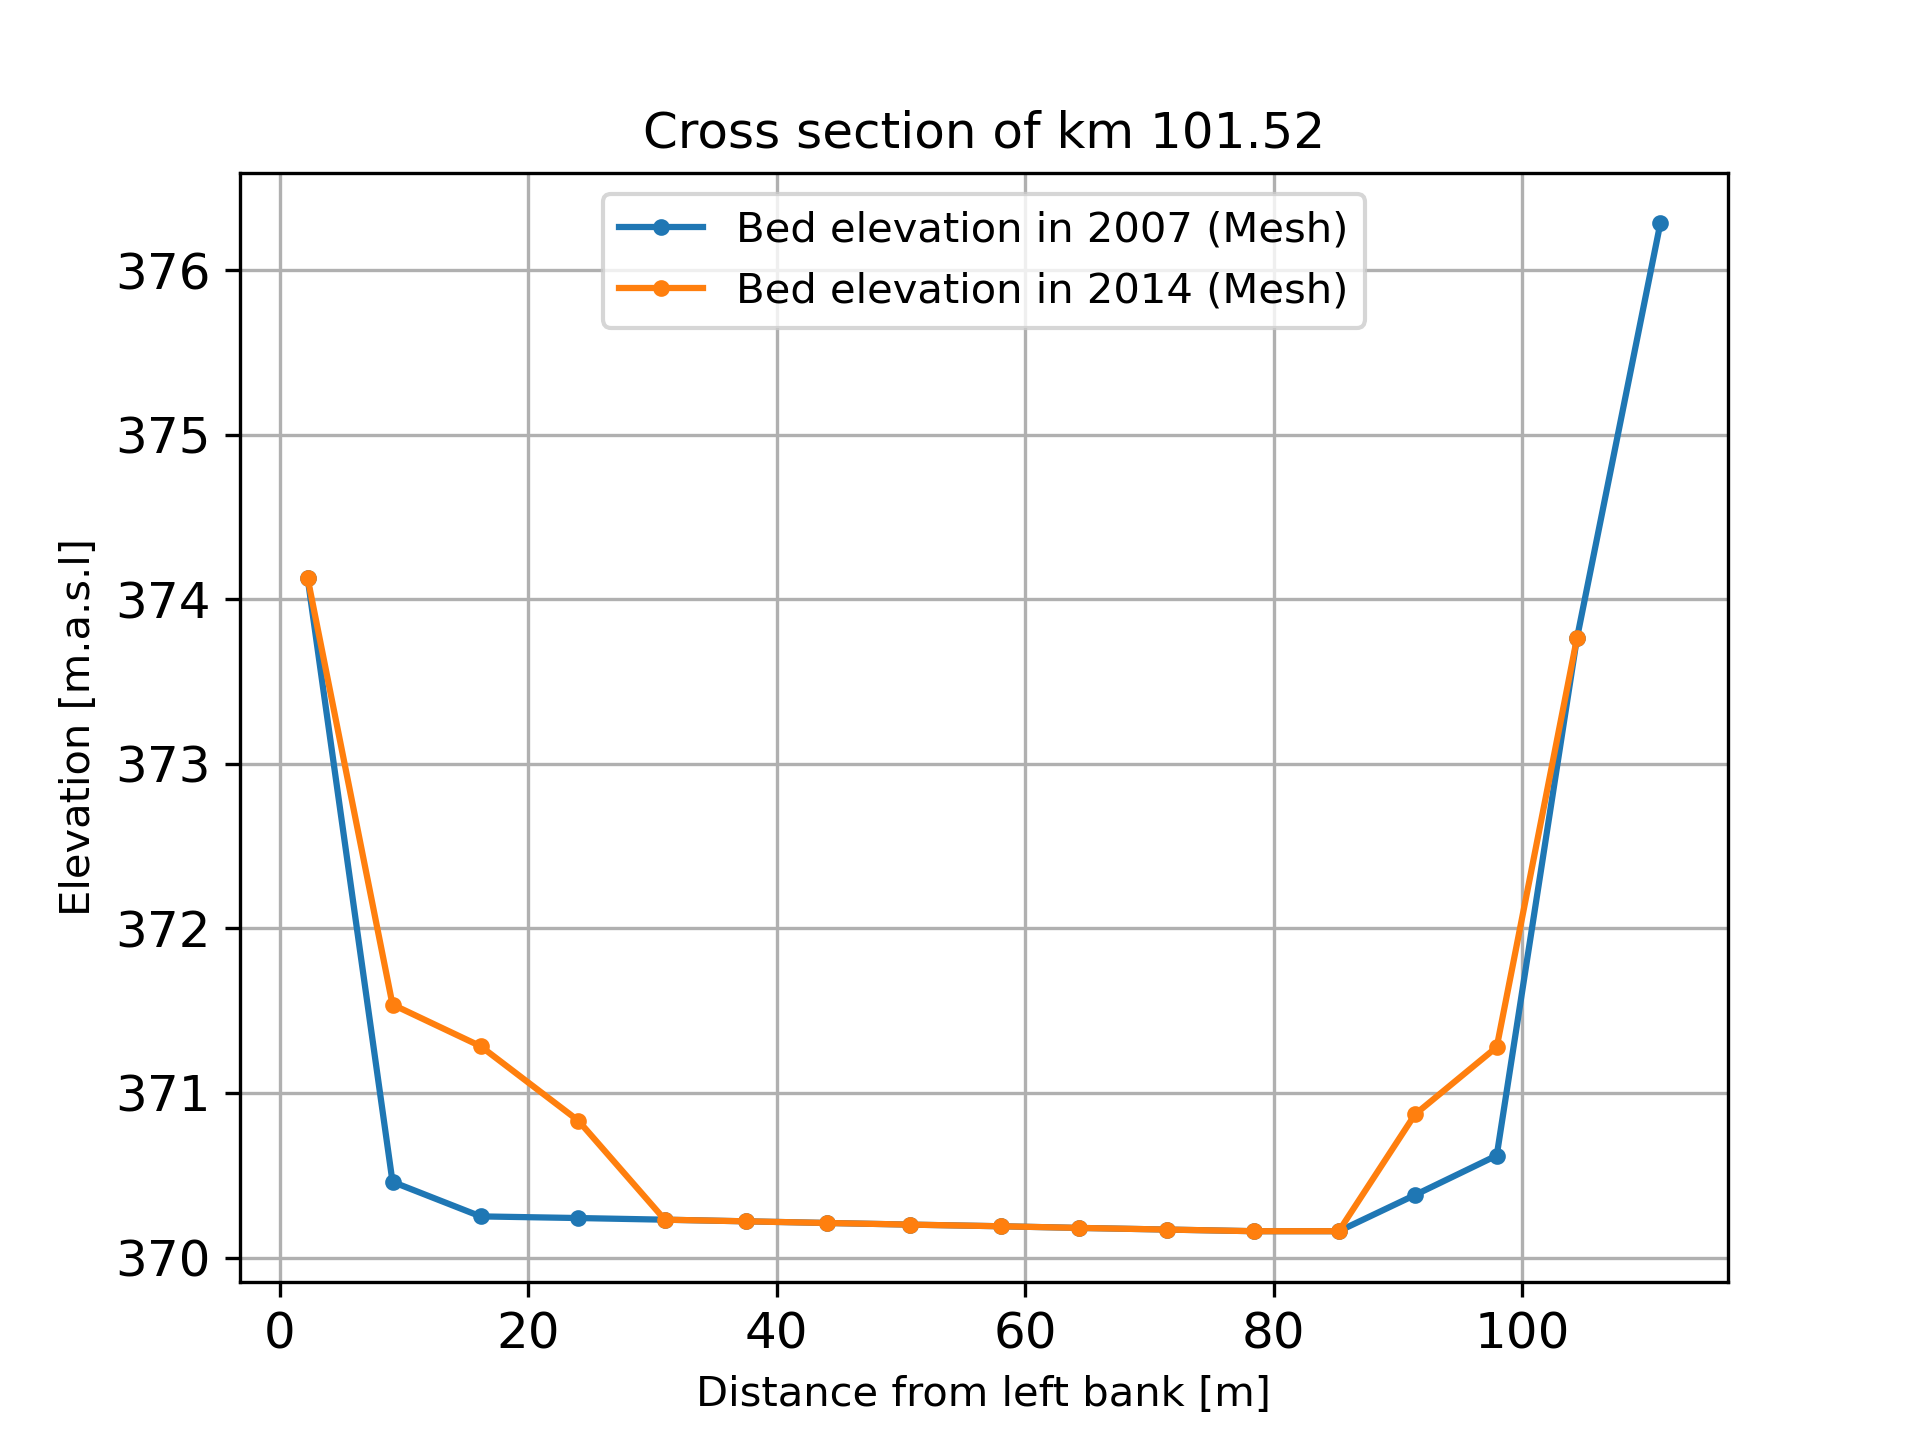 Cross section of km 101.52
Bed elevation in 2007 (Mesh)
Bed elevation in 2014 (Mesh)
376
375
374
373
372
371
370
Elevation [m.a.s.l]
0 20 40 60 80 100
Distance from left bank [m]